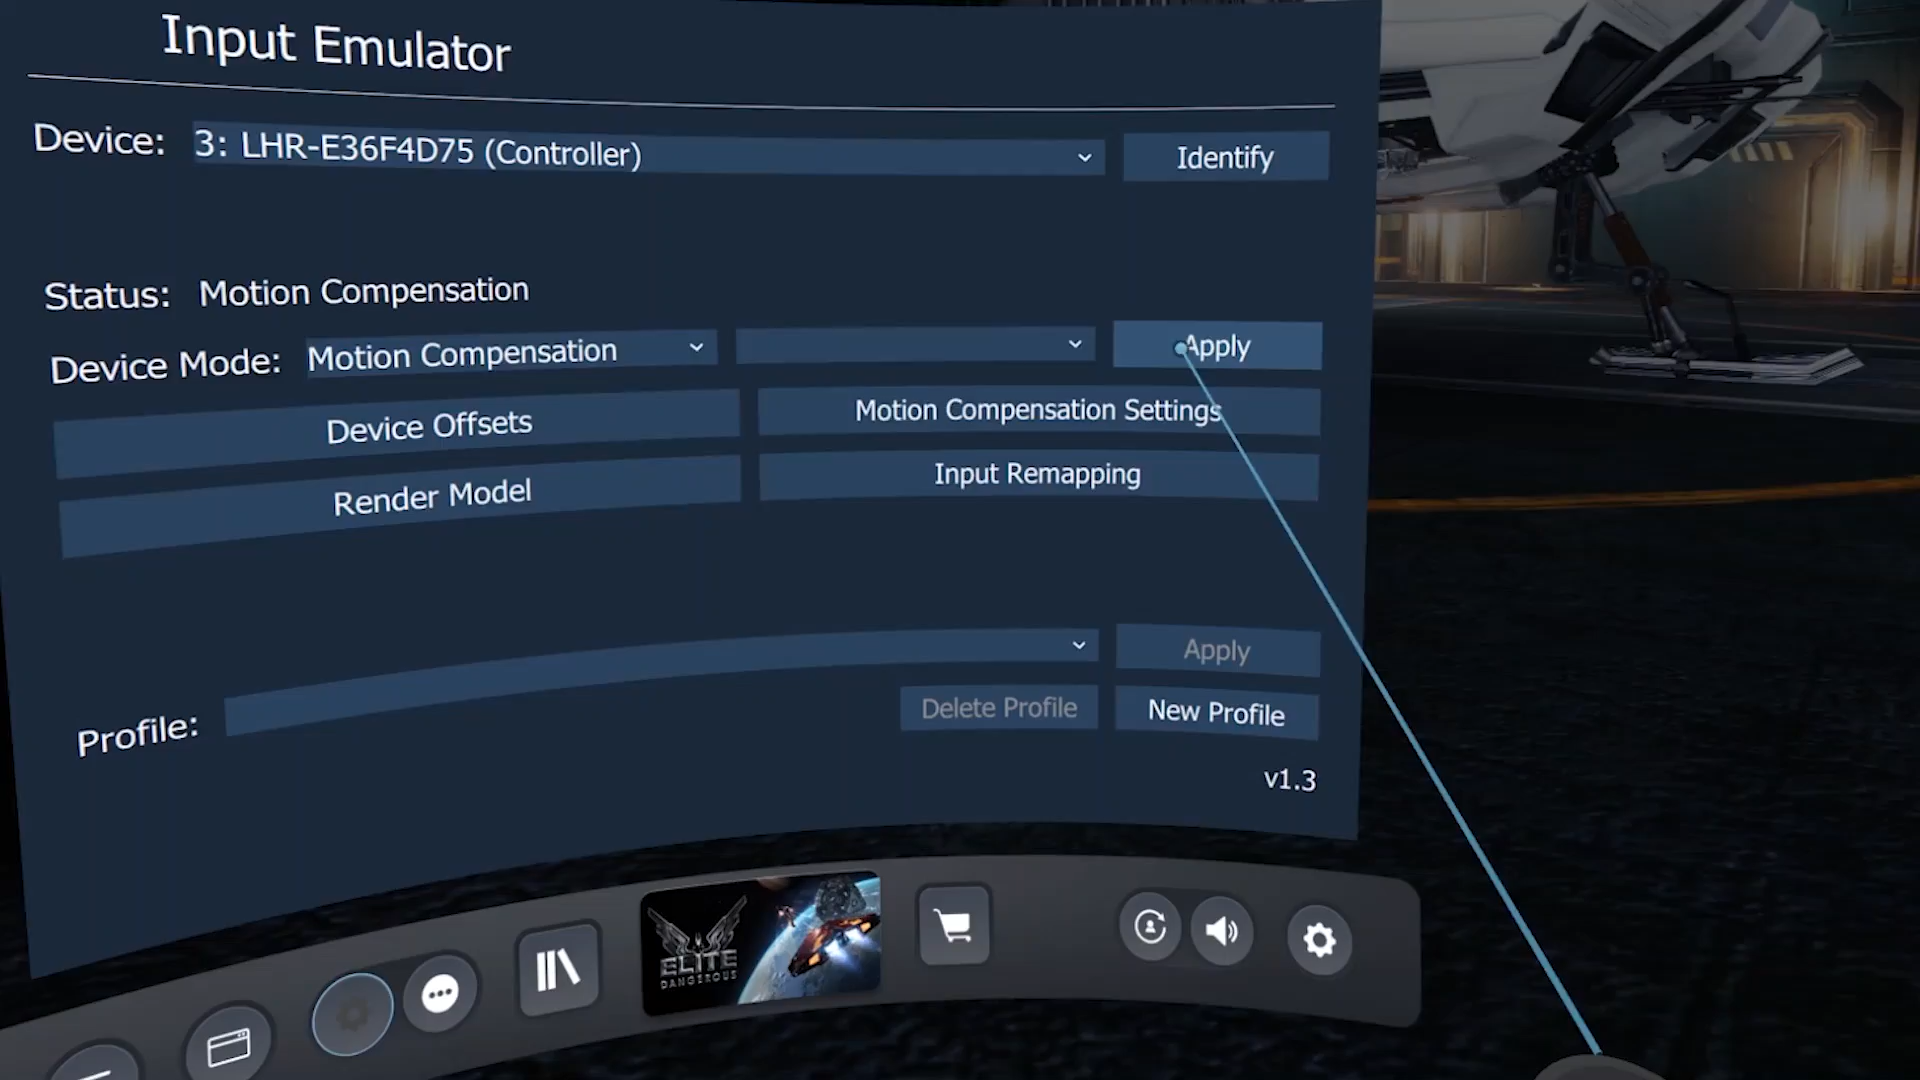 Input Emulator
Device: 3: LHR-E36F4D75 (Controller) Identify
Status: Motion Compensation
Device Mode: Motion Compensation Apply
Device Offsets Motion Compensation Settings
Render Model Input Remapping
Apply
Profile: Delete Profile New Profile
v1.3
ELITE
DANGEROUS